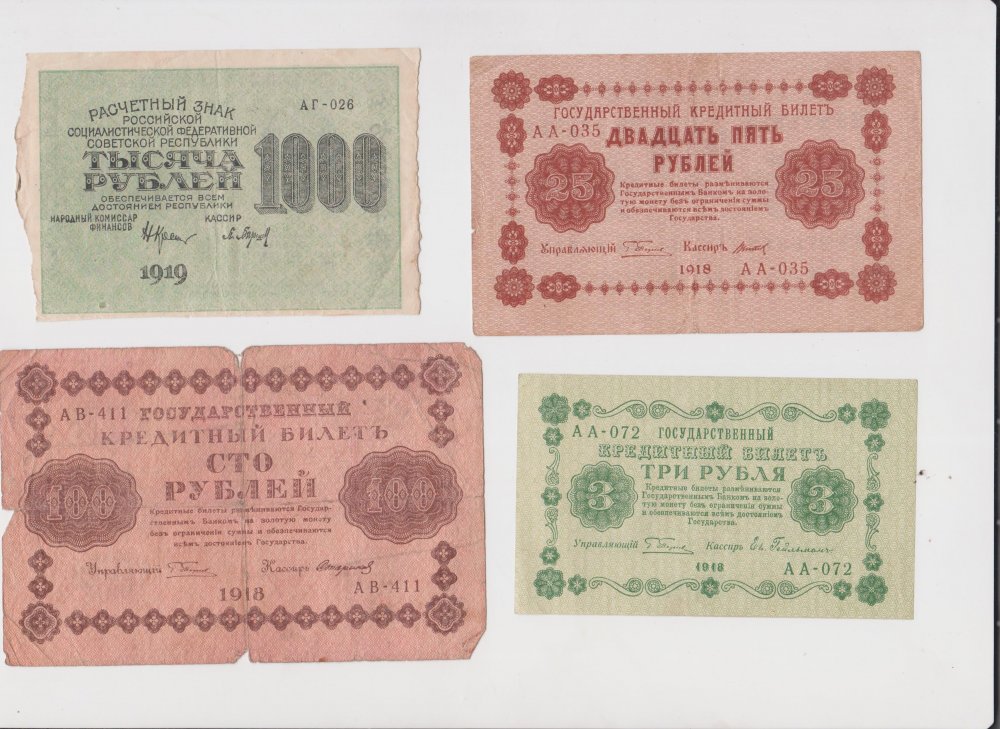 РАСЧЕТНЫЙ ЗНАК
РОССИЙСКОЙ
СОЦИАЛИСТИЧЕСКОЙ ФЕДЕРАТИВНОЙ
СОВЕТСКОЙ РЕСПУБЛИКИ
ТЫСЯЧА
РУБЛЕЙ
ОБЕСПЕЧИВАЕТСЯ ВСЕМ
ДОСТОЯНИЕМ РЕСПУБЛИКИ
НАРОДНЫЙ КОМИССАР
ФИНАНСОВ
КАССИР
1919
АГ-026
1000
ГОСУДАРСТВЕННЫЙ КРЕДИТНЫЙ БИЛЕТЪ
АА-035 ДВАДЦАТЬ ПЯТЬ
РУБЛЕЙ
25
25
Кредитные билеты размѣниваются
Государственнымъ Банкомъ на золо-
тую монету безъ ограниченія суммы
и обезпечиваются всѣмъ достояніемъ
Государства.
Управляющій Кассиръ
1918 АА-035
АВ-411 ГОСУДАРСТВЕННЫЙ
КРЕДИТНЫЙ БИЛЕТЪ
СТО
РУБЛЕЙ
100
100
Кредитные билеты размѣниваются Государ-
ственнымъ Банкомъ на золотую монету
безъ ограниченія суммы и обезпечиваются
всѣмъ достояніемъ Государства.
Управляющій Кассиръ
1918 АВ-411
АА-072 ГОСУДАРСТВЕННЫЙ
КРЕДИТНЫЙ БИЛЕТЪ
ТРИ РУБЛЯ
3
3
Кредитные билеты размѣниваются
Государственнымъ Банкомъ на золо-
тую монету безъ ограниченія суммы
и обезпечиваются всѣмъ достояніемъ
Государства.
Управляющій Кассиръ
1918 АА-072